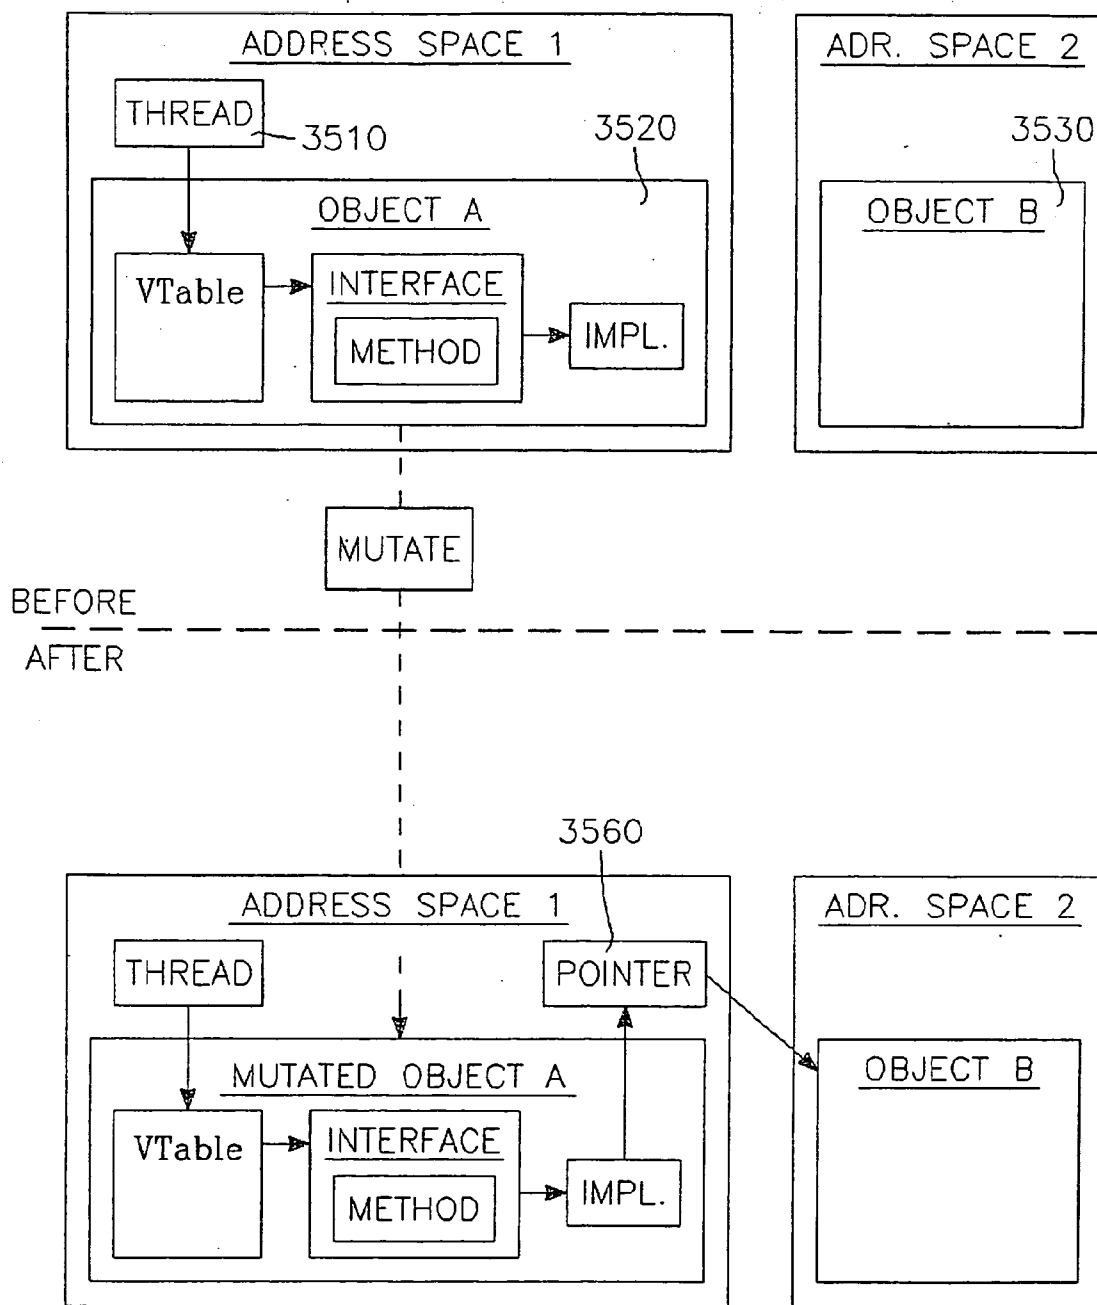 ADDRESS SPACE 1
ADR. SPACE 2
THREAD
3510
3520
3530
OBJECT A
OBJECT B
VTable
INTERFACE
METHOD
IMPL.
MUTATE
BEFORE
AFTER
3560
ADDRESS SPACE 1
ADR. SPACE 2
THREAD
POINTER
MUTATED OBJECT A
OBJECT B
VTable
INTERFACE
METHOD
IMPL.